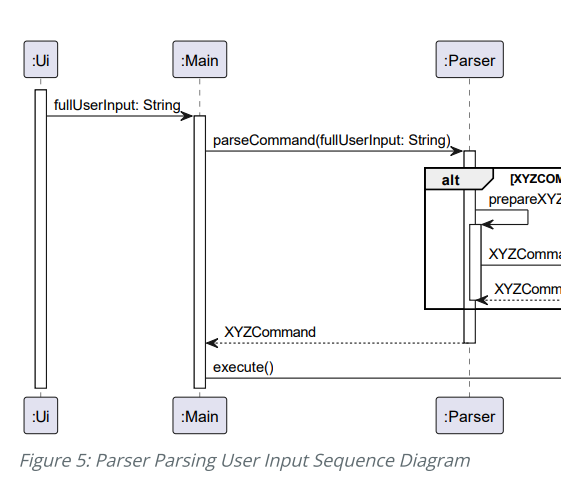 :Ui :Main :Parser
fullUserInput: String
parseCommand(fullUserInput: String)
alt [XYZCOM
prepareXYZ
XYZComma
XYZComm
XYZCommand
execute()
:Ui :Main :Parser
Figure 5: Parser Parsing User Input Sequence Diagram